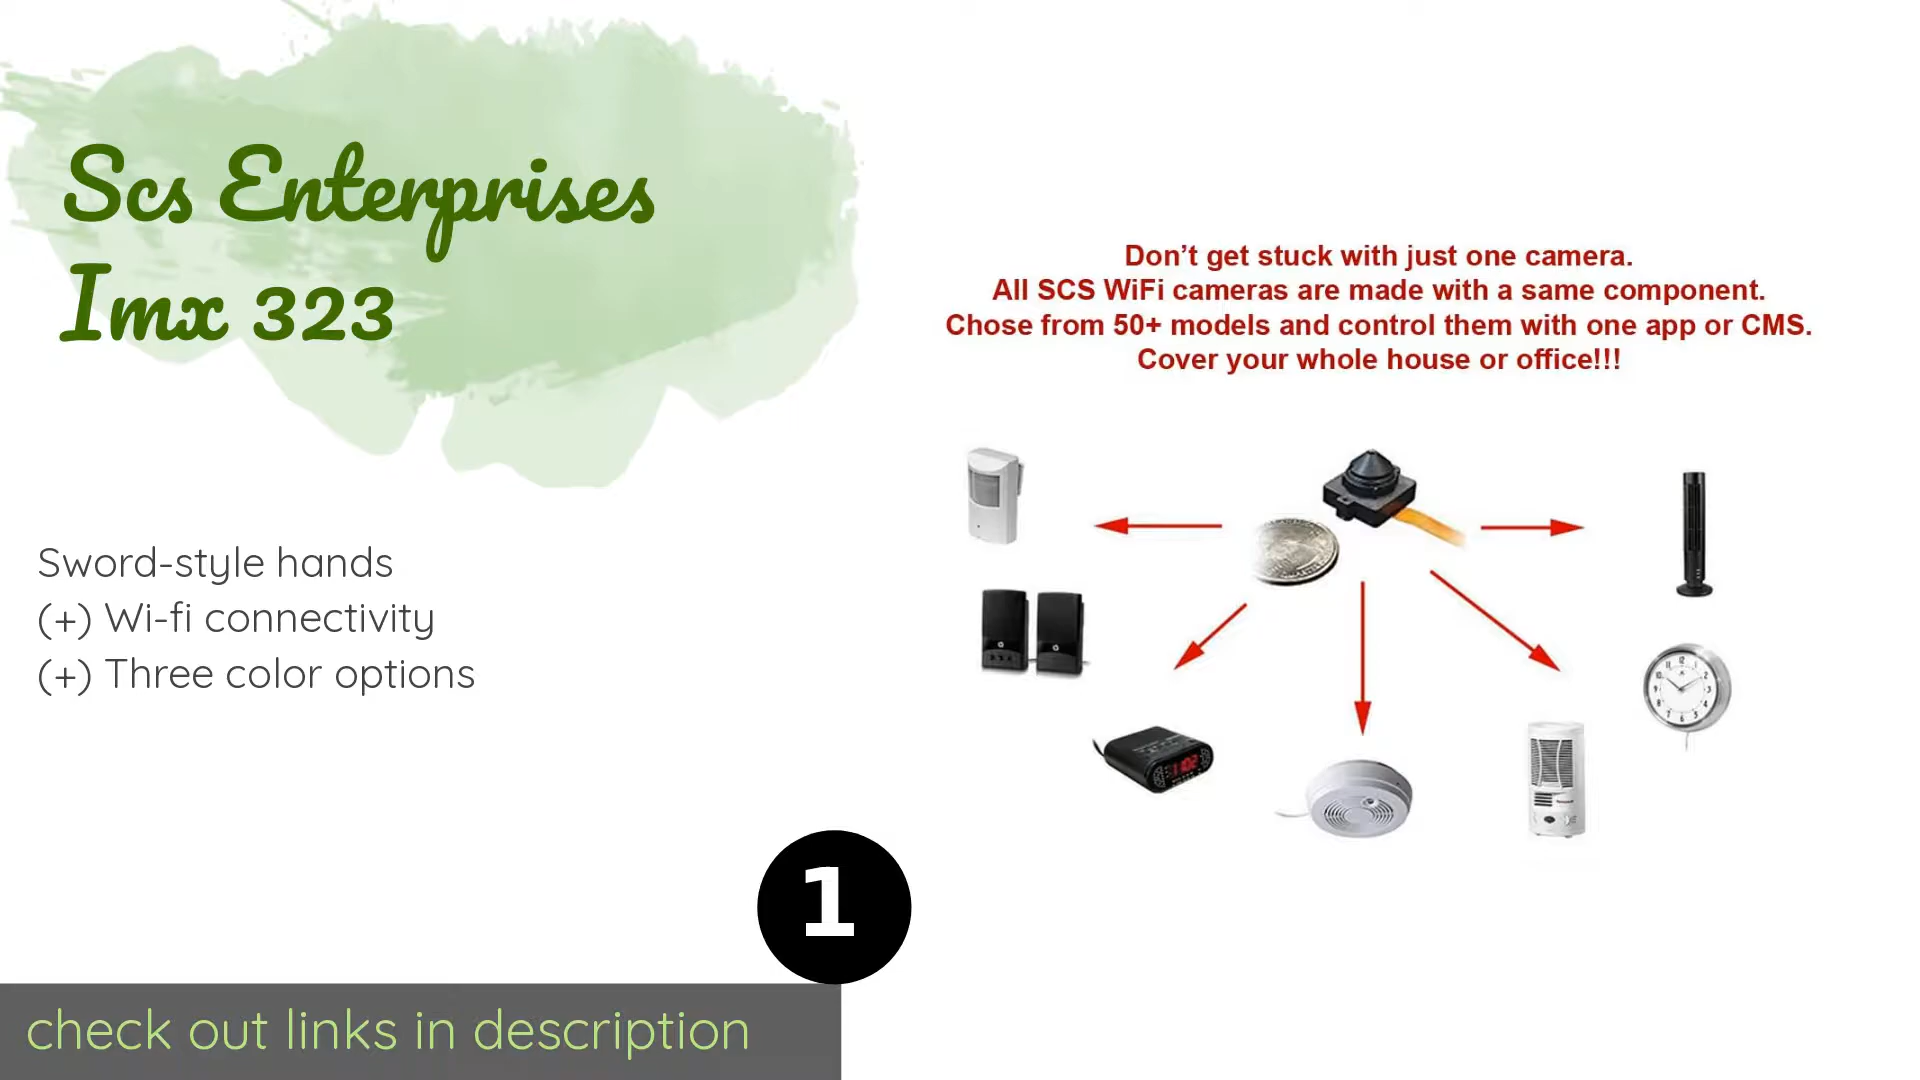 Scs Enterprises
Imx 323
Sword-style hands
(+) Wi-fi connectivity
(+) Three color options
Don’t get stuck with just one camera.
All SCS WiFi cameras are made with a same component.
Chose from 50+ models and control them with one app or CMS.
Cover your whole house or office!!!
1
check out links in description